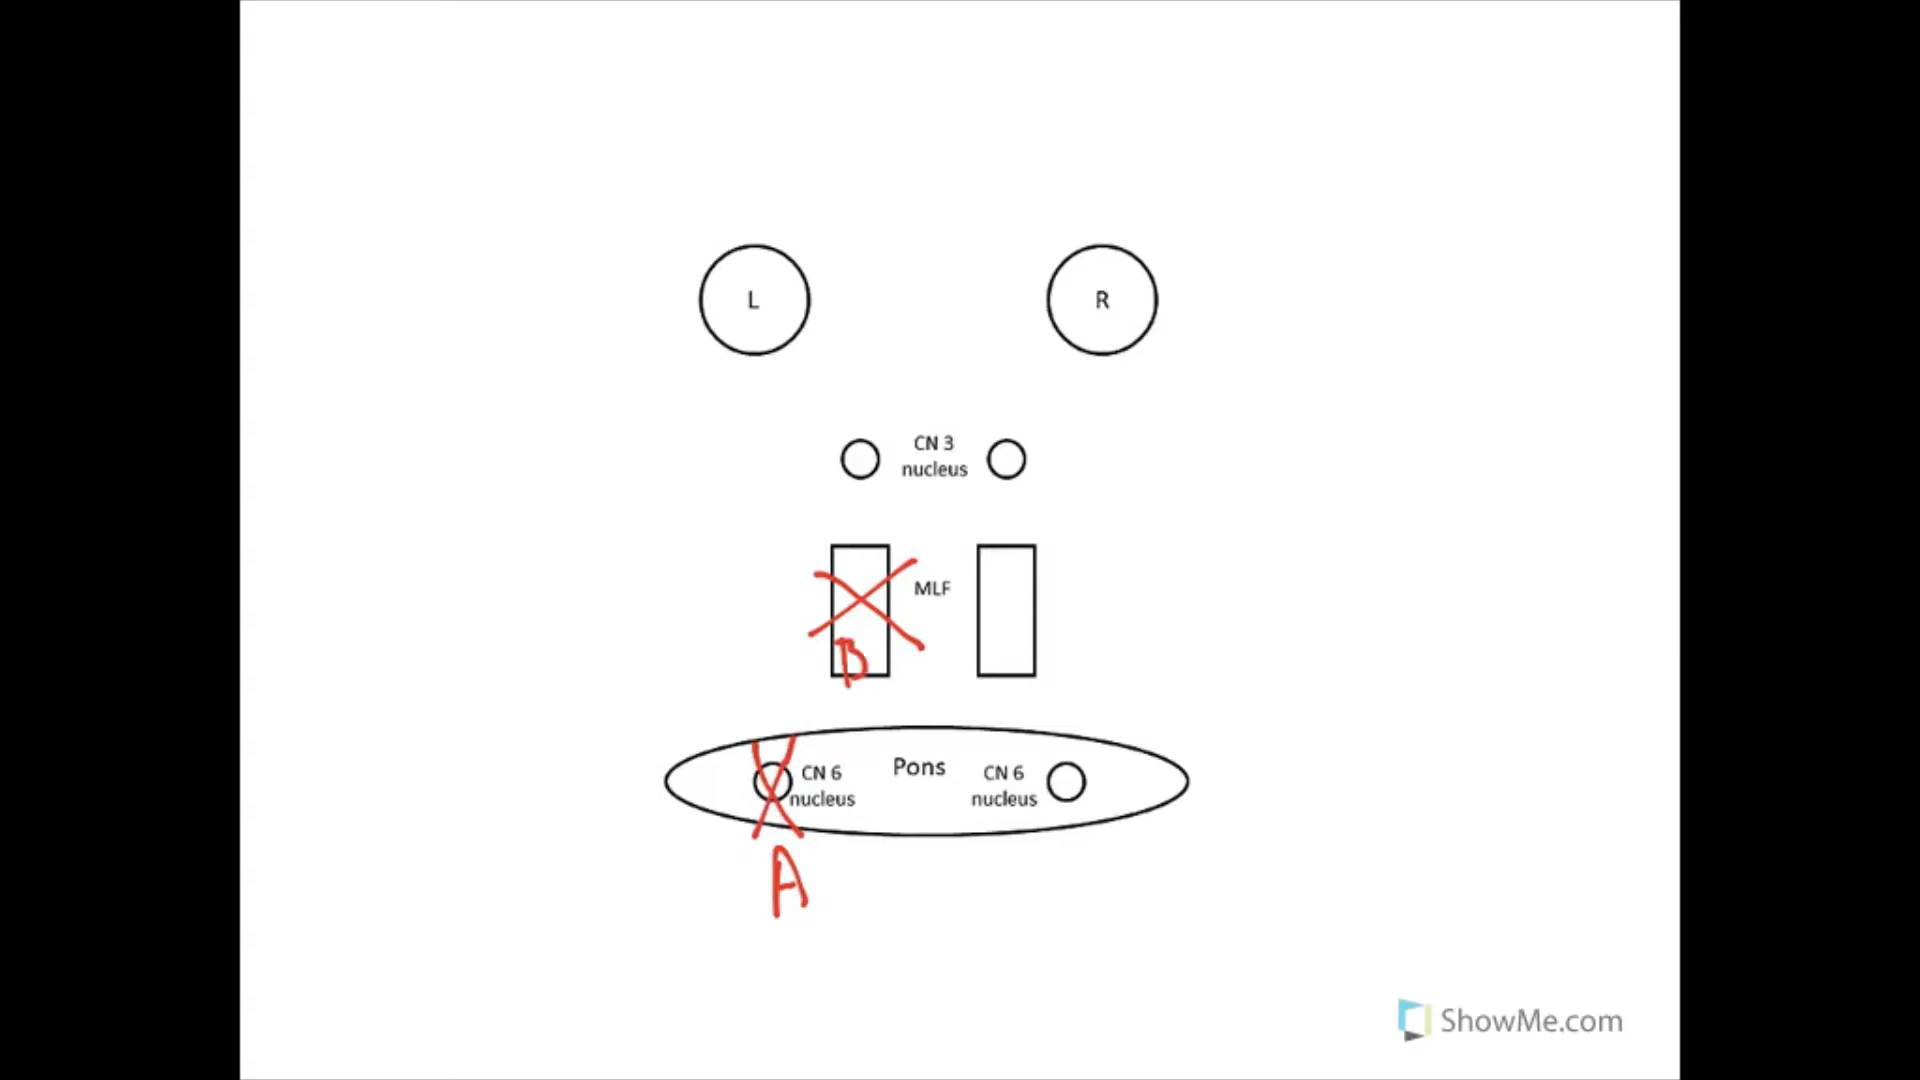 L
R
CN 3
nucleus
MLF
B
Pons
CN 6
nucleus
CN 6
nucleus
A
ShowMe.com